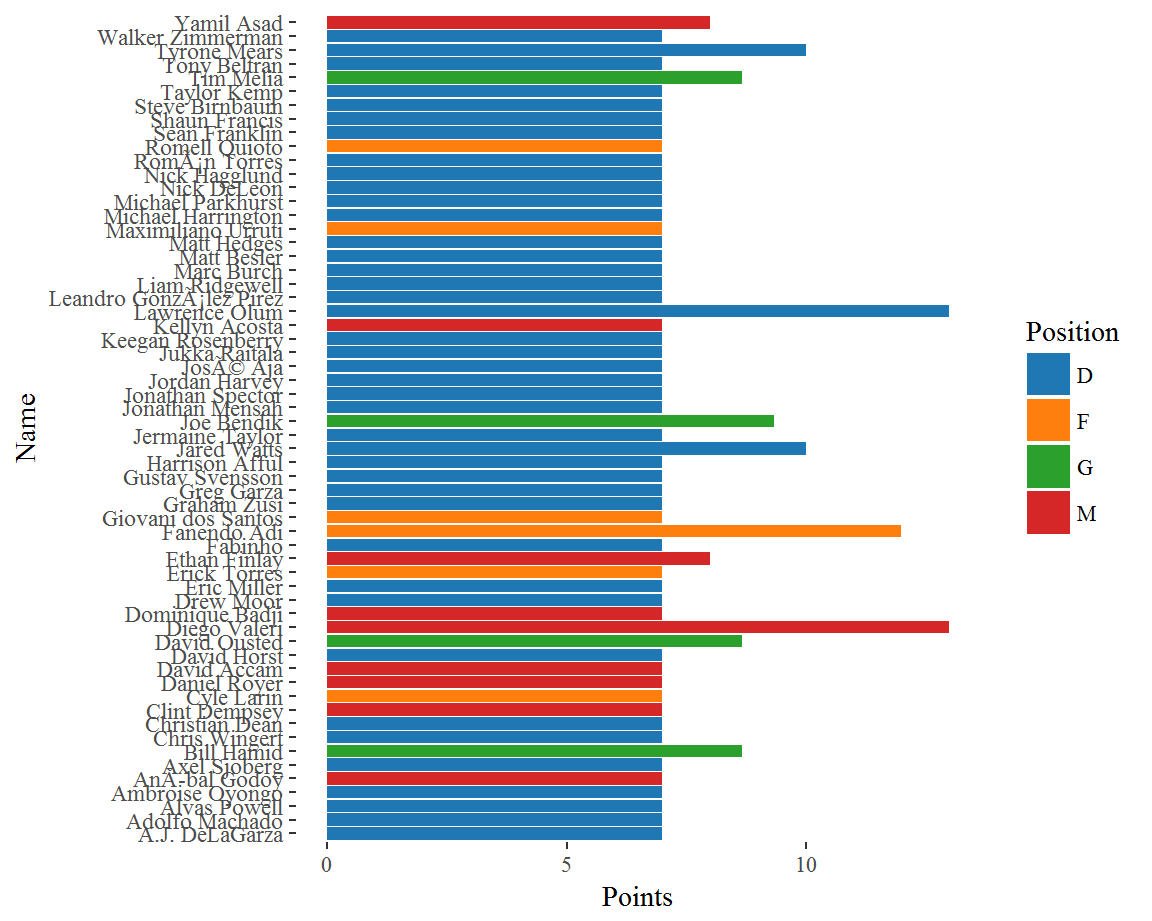 Yamil Asad
Walker Zimmerman
Tyrone Mears
Tony Beltran
Tim Melia
Taylor Kemp
Steve Birnbaum
Shaun Francis
Sean Franklin
Romell Quioto
RomÃ¡n Torres
Nick Hagglund
Nick DeLeon
Michael Parkhurst
Michael Harrington
Maximiliano Urruti
Matt Hedges
Matt Besler
Marc Burch
Liam Ridgewell
Leandro GonzÃ¡lez Pirez
Lawrence Olum
Kellyn Acosta
Keegan Rosenberry
Jukka Raitala
JosÃ© Aja
Jordan Harvey
Jonathan Spector
Jonathan Mensah
Joe Bendik
Jermaine Taylor
Jared Watts
Harrison Afful
Gustav Svensson
Greg Garza
Graham Zusi
Giovani dos Santos
Fanendo Adi
Fabinho
Ethan Finlay
Erick Torres
Eric Miller
Drew Moor
Dominique Badji
Diego Valeri
David Ousted
David Horst
David Accam
Daniel Royer
Cyle Larin
Clint Dempsey
Christian Dean
Chris Wingert
Bill Hamid
Axel Sjoberg
AnÃ-bal Godoy
Ambroise Oyongo
Alvas Powell
Adolfo Machado
A.J. DeLaGarza
Name
0 5 10
Points
Position
D
F
G
M